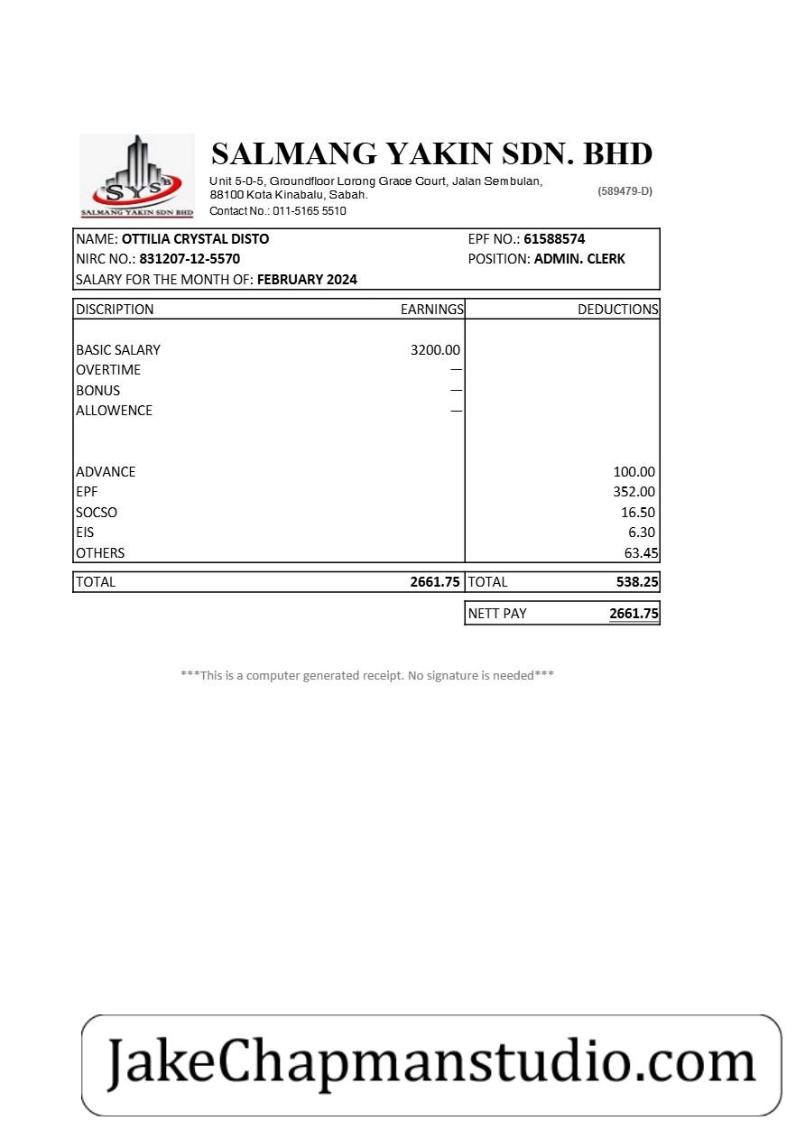 SYSB
SALMANG YAKIN SDN BHD
SALMANG YAKIN SDN. BHD
Unit 5-0-5, Groundfloor Lorong Grace Court, Jalan Sembulan,
88100 Kota Kinabalu, Sabah.
(589479-D)
Contact No.: 011-5165 5510
NAME: OTTILIA CRYSTAL DISTO EPF NO.: 61588574
NIRC NO.: 831207-12-5570 POSITION: ADMIN. CLERK
SALARY FOR THE MONTH OF: FEBRUARY 2024
DISCRIPTION EARNINGS DEDUCTIONS
BASIC SALARY 3200.00
OVERTIME —
BONUS —
ALLOWENCE —
ADVANCE 100.00
EPF 352.00
SOCSO 16.50
EIS 6.30
OTHERS 63.45
TOTAL 2661.75 TOTAL 538.25
NETT PAY 2661.75
***This is a computer generated receipt. No signature is needed***
JakeChapmanstudio.com